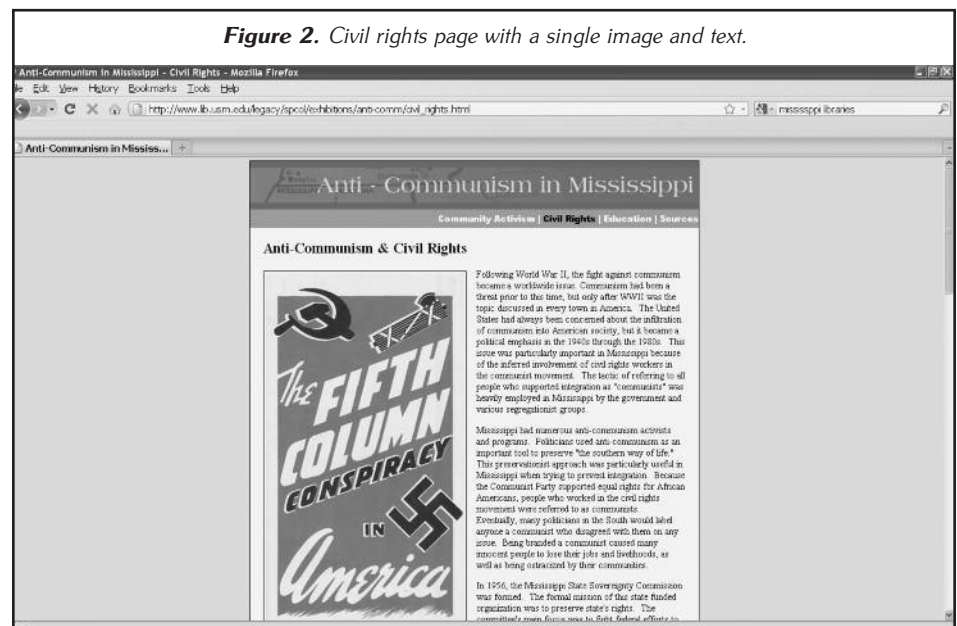 Figure 2. Civil rights page with a single image and text.
Anti-Communism in Mississippi - Civil Rights - Mozilla Firefox
le Edit View History Bookmarks Tools Help
http://www.lib.usm.edu/legacy/spcol/exhibitions/anti-comm/civil_rights.html
mississippi libraries
Anti-Communism in Mississ...
Anti - Communism in Mississippi
Community Activism | Civil Rights | Education | Sources
Anti-Communism & Civil Rights
The
FIFTH
COLUMN
CONSPIRACY
IN
America
Following World War II, the fight against communism
became a worldwide issue. Communism had been a
threat prior to this time, but only after WWII was the
topic discussed in every town in America. The United
States had always been concerned about the infiltration
of communism into American society, but it became a
political emphasis in the 1940s through the 1980s. This
issue was particularly important in Mississippi because
of the inferred involvement of civil rights workers in
the communist movement. The tactic of referring to all
people who supported integration as "communists" was
heavily employed in Mississippi by the government and
various segregationist groups.
Mississippi had numerous anti-communism activists
and programs. Politicians used anti-communism as an
important tool to preserve "the southern way of life."
This preservationist approach was particularly useful in
Mississippi when trying to prevent integration. Because
the Communist Party supported equal rights for African
Americans, people who worked in the civil rights
movement were referred to as communists.
Eventually, many politicians in the South would label
anyone a communist who disagreed with them on any
issue. Being branded a communist caused many
innocent people to lose their jobs and livelihoods, as
well as being ostracized by their communities.
In 1956, the Mississippi State Sovereignty Commission
was formed. The formal mission of this state funded
organization was to preserve state's rights. The
committee's main focus was to fight federal efforts to